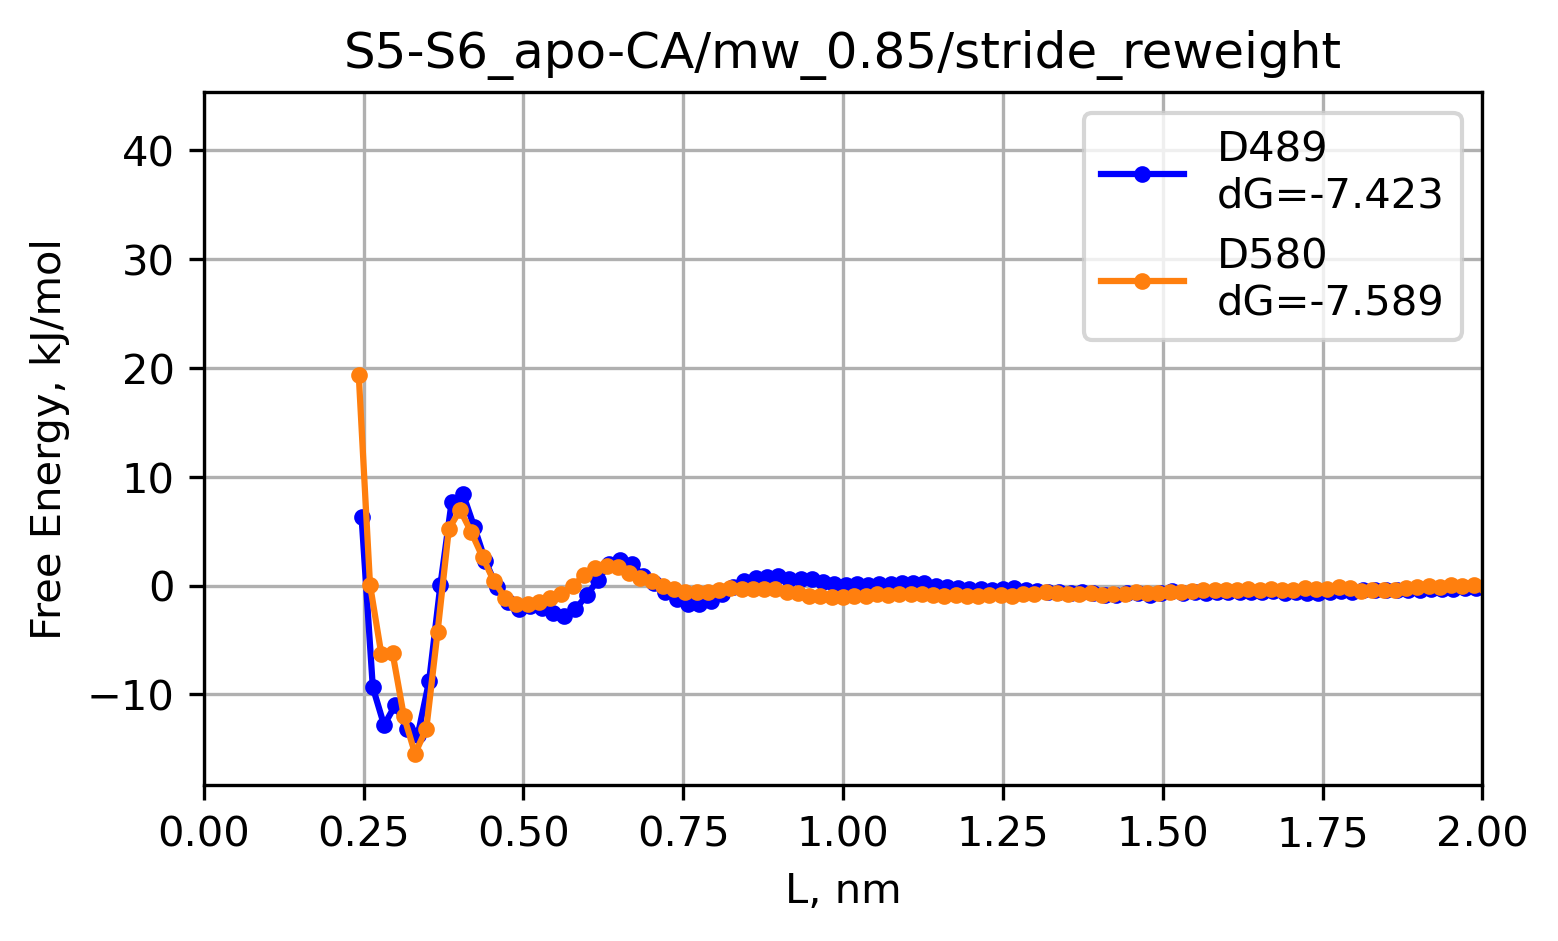 S5-S6_apo-CA/mw_0.85/stride_reweight
D489
dG=-7.423
D580
dG=-7.589
Free Energy, kJ/mol
40
30
20
10
0
−10
0.00 0.25 0.50 0.75 1.00 1.25 1.50 1.75 2.00
L, nm